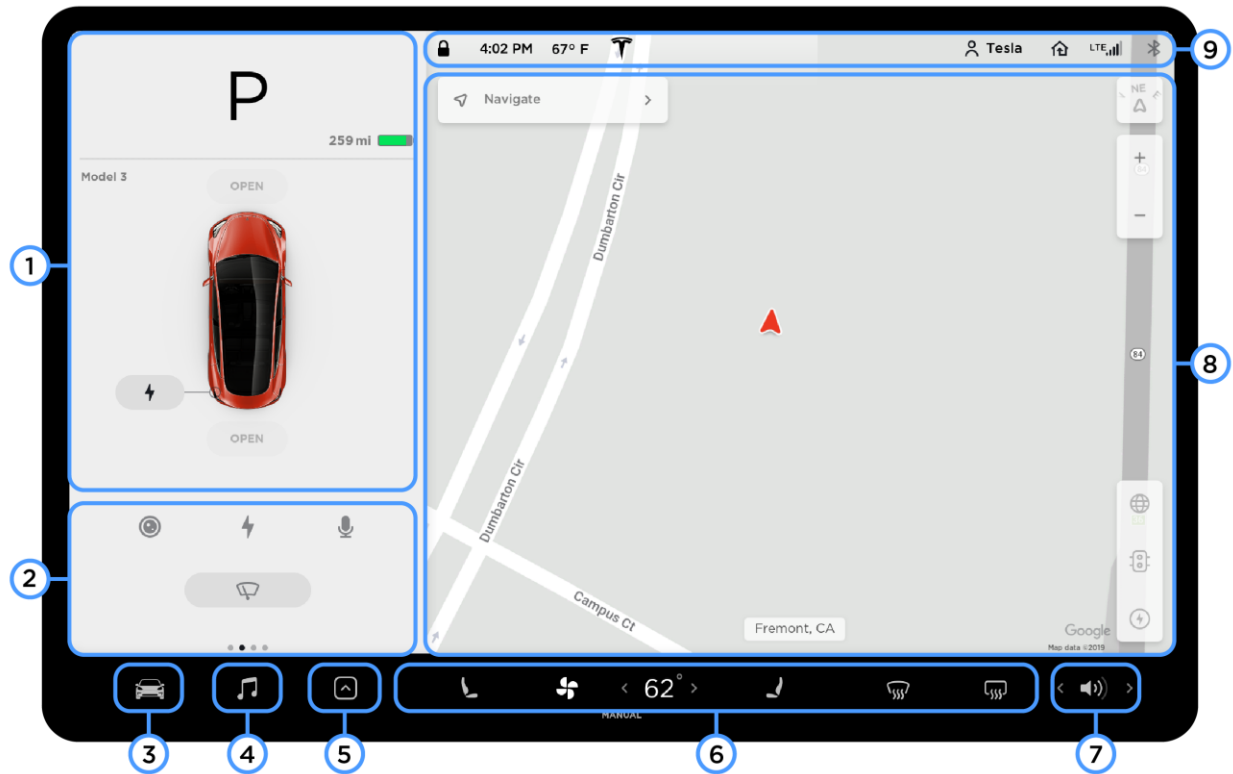 P
259 mi
Model 3
OPEN
OPEN
4:02 PM 67° F
Tesla
LTE
Navigate
NE
84
84
Dumbarton Cir
Dumbarton Cir
Campus Ct
Fremont, CA
Google
Map data ©2019
62°
MANUAL
1
2
3
4
5
6
7
8
9